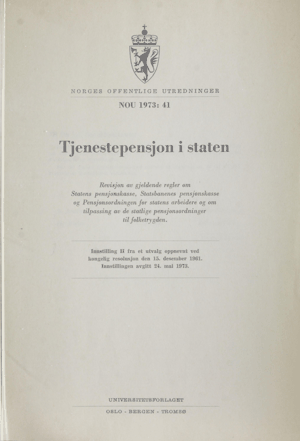 NORGES OFFENTLIGE UTREDNINGER
NOU 1973: 41
Tjenestepensjon i staten
Revisjon av gjeldende regler om
Statens pensjonskasse, Statsbanenes pensjonskasse
og Pensjonsordningen for statens arbeidere og om
tilpassing av de statlige pensjonsordninger
til folketrygden.
Innstilling II fra et utvalg oppnevnt ved
kongelig resolusjon den 15. desember 1961.
Innstillingen avgitt 24. mai 1973.
UNIVERSITETSFORLAGET
OSLO - BERGEN - TROMSØ